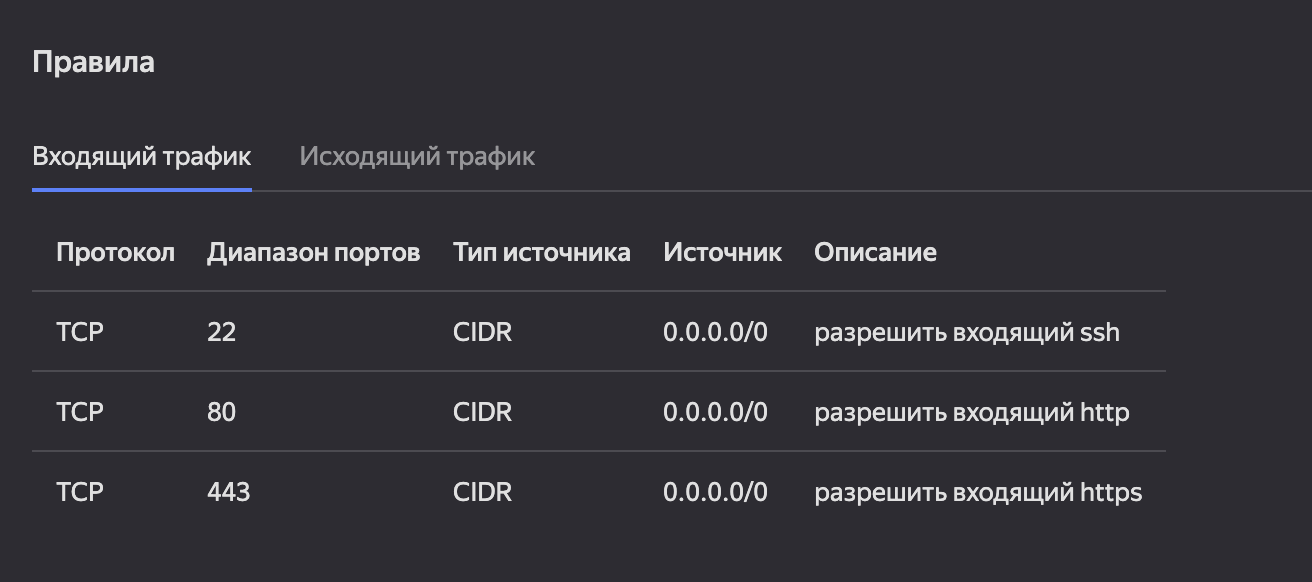 Правила
Входящий трафик Исходящий трафик
Протокол Диапазон портов Тип источника Источник Описание
TCP 22 CIDR 0.0.0.0/0 разрешить входящий ssh
TCP 80 CIDR 0.0.0.0/0 разрешить входящий http
TCP 443 CIDR 0.0.0.0/0 разрешить входящий https